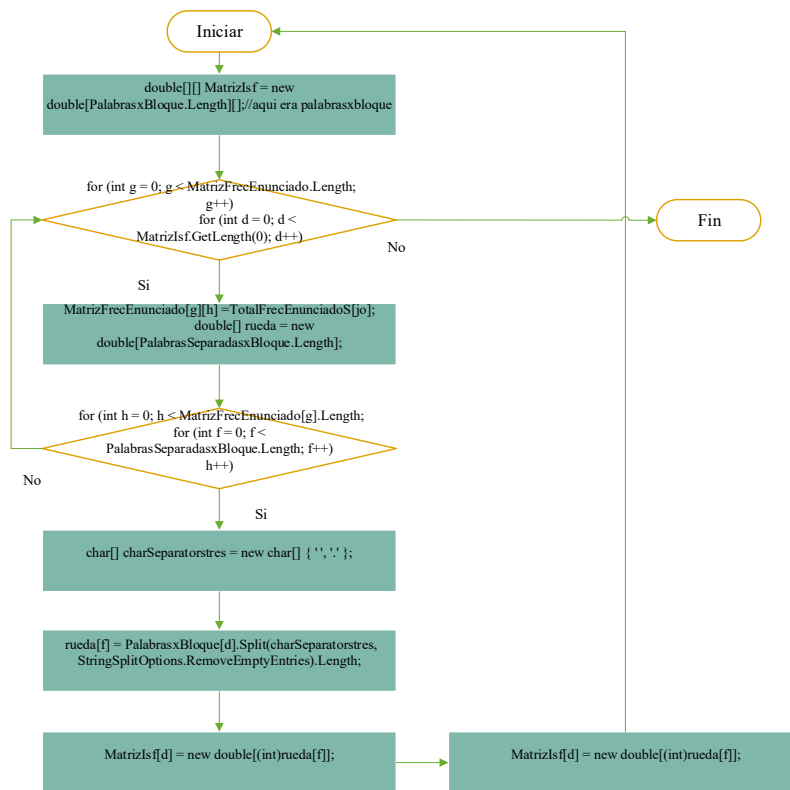 Iniciar
double[][] MatrizIsf = new
double[PalabrasxBloque.Length][];//aqui era palabrasxbloque
for (int g = 0; g < MatrizFrecEnunciado.Length;
g++)
for (int d = 0; d <
MatrizIsf.GetLength(0); d++)
Fin
No
Si
MatrizFrecEnunciado[g][h] =TotalFrecEnunciadoS[jo];
double[] rueda = new
double[PalabrasSeparadasxBloque.Length];
for (int h = 0; h < MatrizFrecEnunciado[g].Length;
for (int f = 0; f <
PalabrasSeparadasxBloque.Length; f++)
h++)
No
Si
char[] charSeparatorstres = new char[] { ' ', '.' };
rueda[f] = PalabrasxBloque[d].Split(charSeparatorstres,
StringSplitOptions.RemoveEmptyEntries).Length;
MatrizIsf[d] = new double[(int)rueda[f]];
MatrizIsf[d] = new double[(int)rueda[f]];